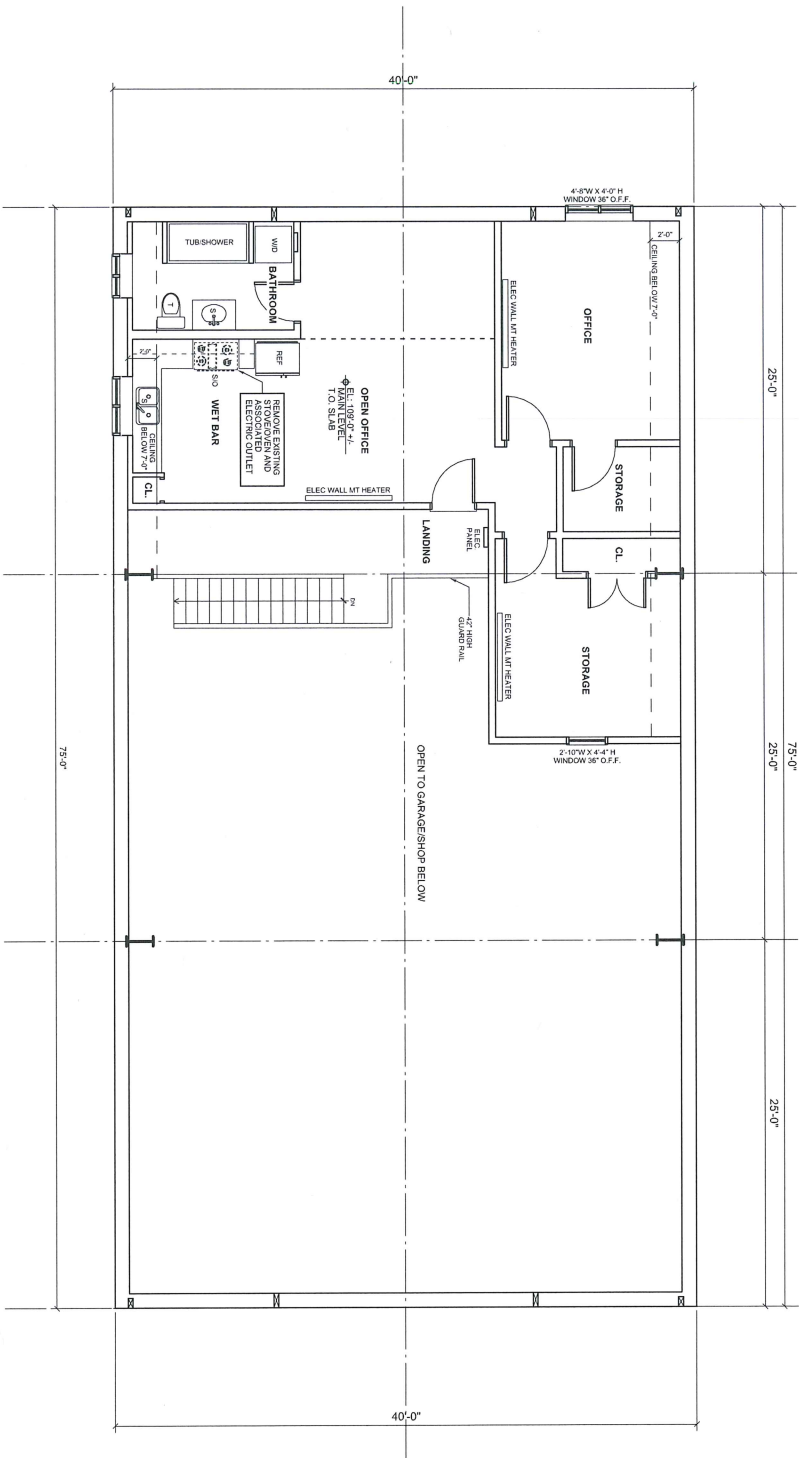 40'-0"
4'-8"W X 4'-0" H
WINDOW 36" O.F.F.
2'-0"
CEILING BELOW 7'-0"
TUB/SHOWER
W/D
BATHROOM
T
S
ELEC WALL MT HEATER
OFFICE
25'-0"
2'-0"
S/O
REF
WET BAR
S
CEILING
BELOW 7'-0"
CL.
REMOVE EXISTING
STOVE/OVEN AND
ASSOCIATED
ELECTRIC OUTLET
OPEN OFFICE
EL: 109'-0" +/-
MAIN LEVEL
T.O. SLAB
ELEC WALL MT HEATER
STORAGE
LANDING
ELEC
PANEL
CL.
DN
42" HIGH
GUARD RAIL
ELEC WALL MT HEATER
STORAGE
2'-10"W X 4'-4" H
WINDOW 36" O.F.F.
OPEN TO GARAGE/SHOP BELOW
75'-0"
25'-0"
75'-0"
25'-0"
40'-0"